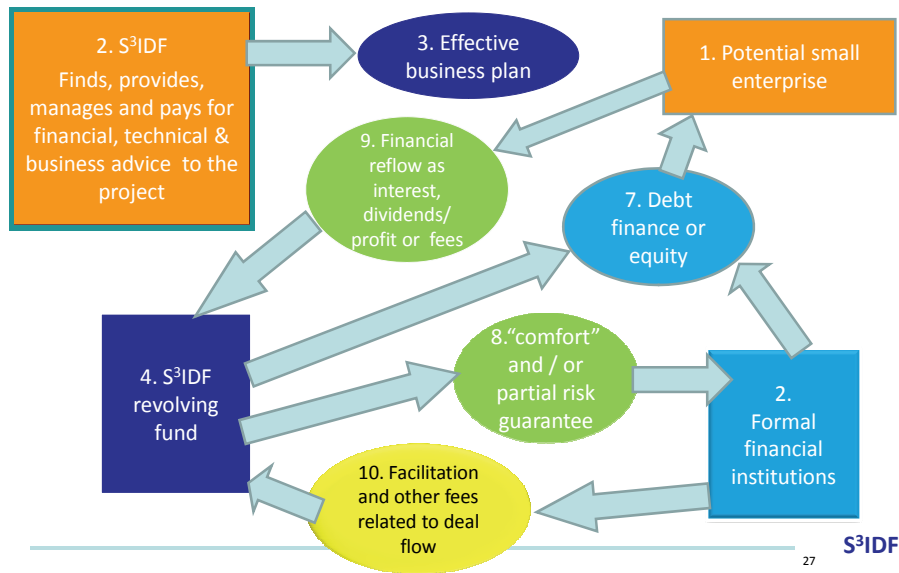 2. S³IDF
Finds, provides,
manages and pays for
financial, technical &
business advice to the
project
3. Effective
business plan
1. Potential small
enterprise
9. Financial
reflow as
interest,
dividends/
profit or fees
7. Debt
finance or
equity
4. S³IDF
revolving
fund
8.“comfort”
and / or
partial risk
guarantee
2.
Formal
financial
institutions
10. Facilitation
and other fees
related to deal
flow
27
S³IDF